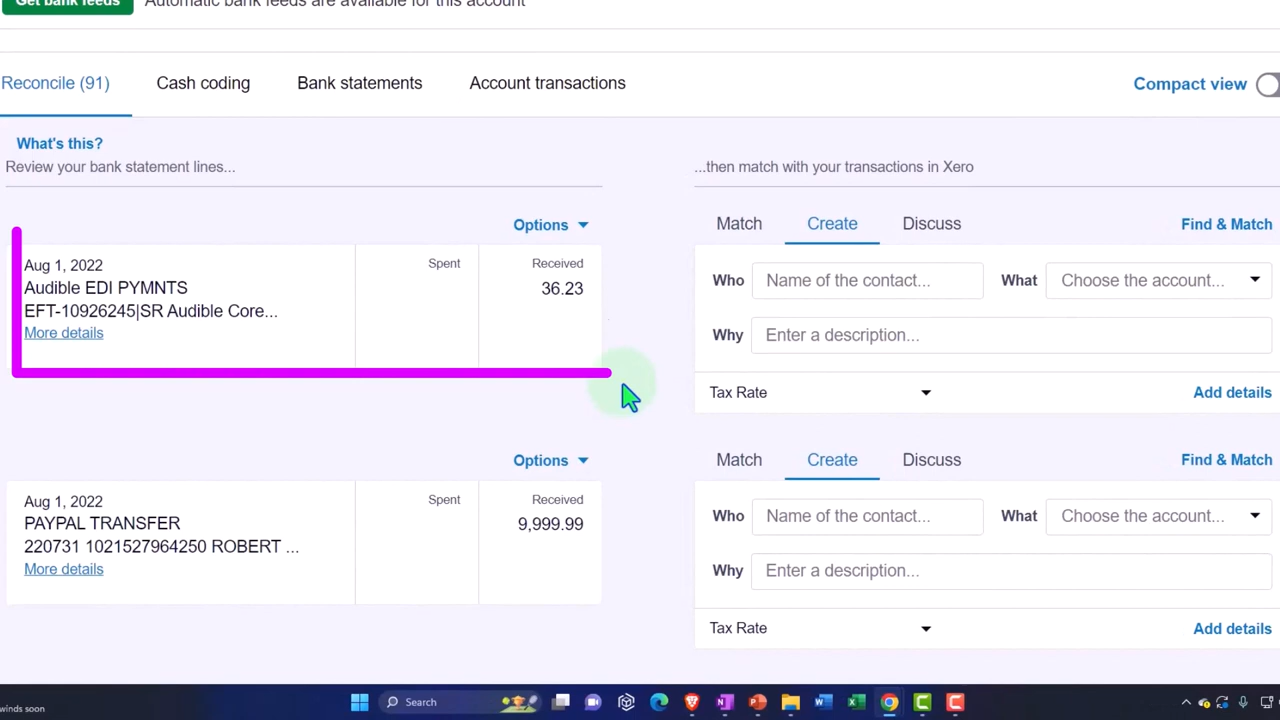 Get bank feeds Automatic bank feeds are available for this account
Reconcile (91) Cash coding Bank statements Account transactions Compact view
What's this?
Review your bank statement lines... ...then match with your transactions in Xero
Options Match Create Discuss Find & Match
Aug 1, 2022 Spent Received
Audible EDI PYMNTS 36.23
EFT-10926245|SR Audible Core...
More details
Who Name of the contact... What Choose the account...
Why Enter a description...
Tax Rate Add details
Options Match Create Discuss Find & Match
Aug 1, 2022 Spent Received
PAYPAL TRANSFER 9,999.99
220731 1021527964250 ROBERT ...
More details
Who Name of the contact... What Choose the account...
Why Enter a description...
Tax Rate Add details
winds soon Search